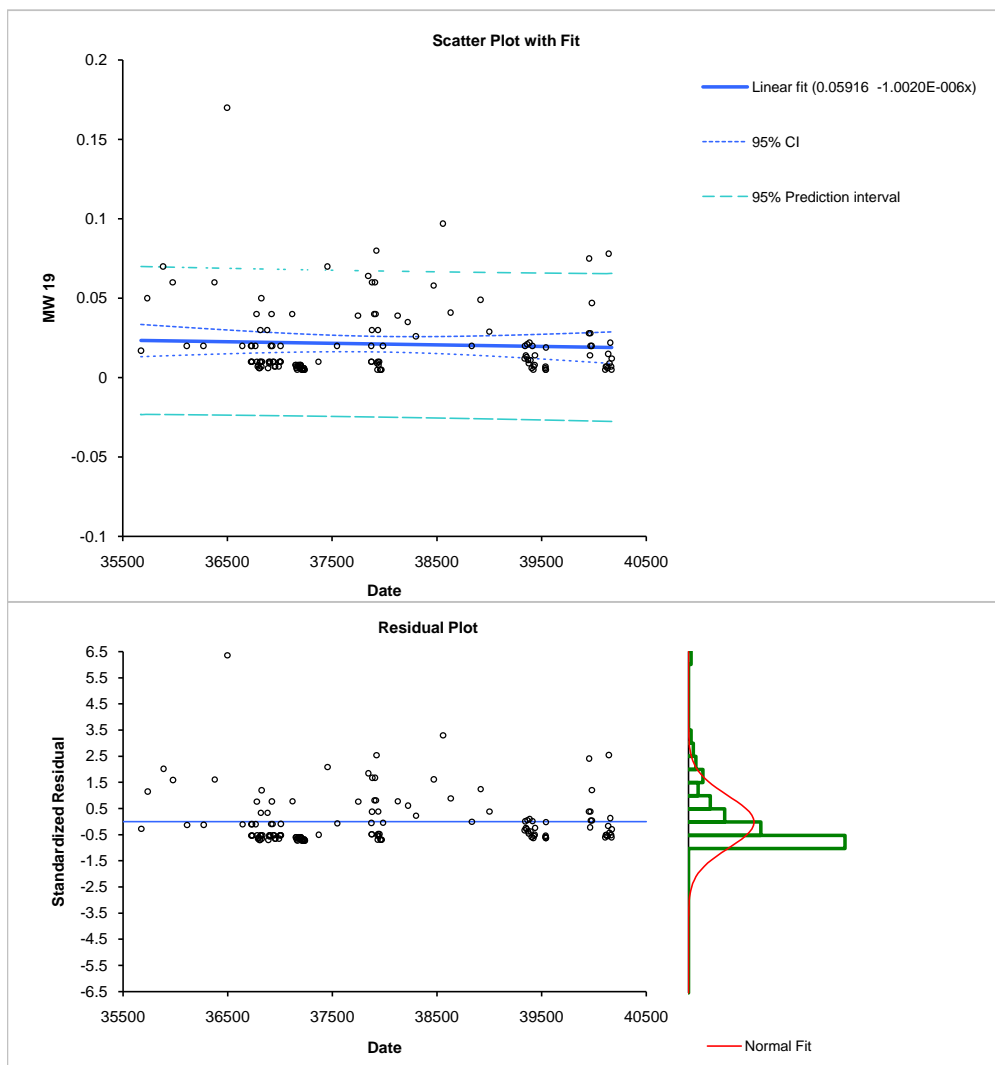 Scatter Plot with Fit
0.2
0.15
0.1
0.05
0
-0.05
-0.1
MW 19
35500 36500 37500 38500 39500 40500
Date
Linear fit (0.05916 -1.0020E-006x)
95% CI
95% Prediction interval
Residual Plot
6.5
5.5
4.5
3.5
2.5
1.5
0.5
-0.5
-1.5
-2.5
-3.5
-4.5
-5.5
-6.5
Standardized Residual
35500 36500 37500 38500 39500 40500
Date
Normal Fit